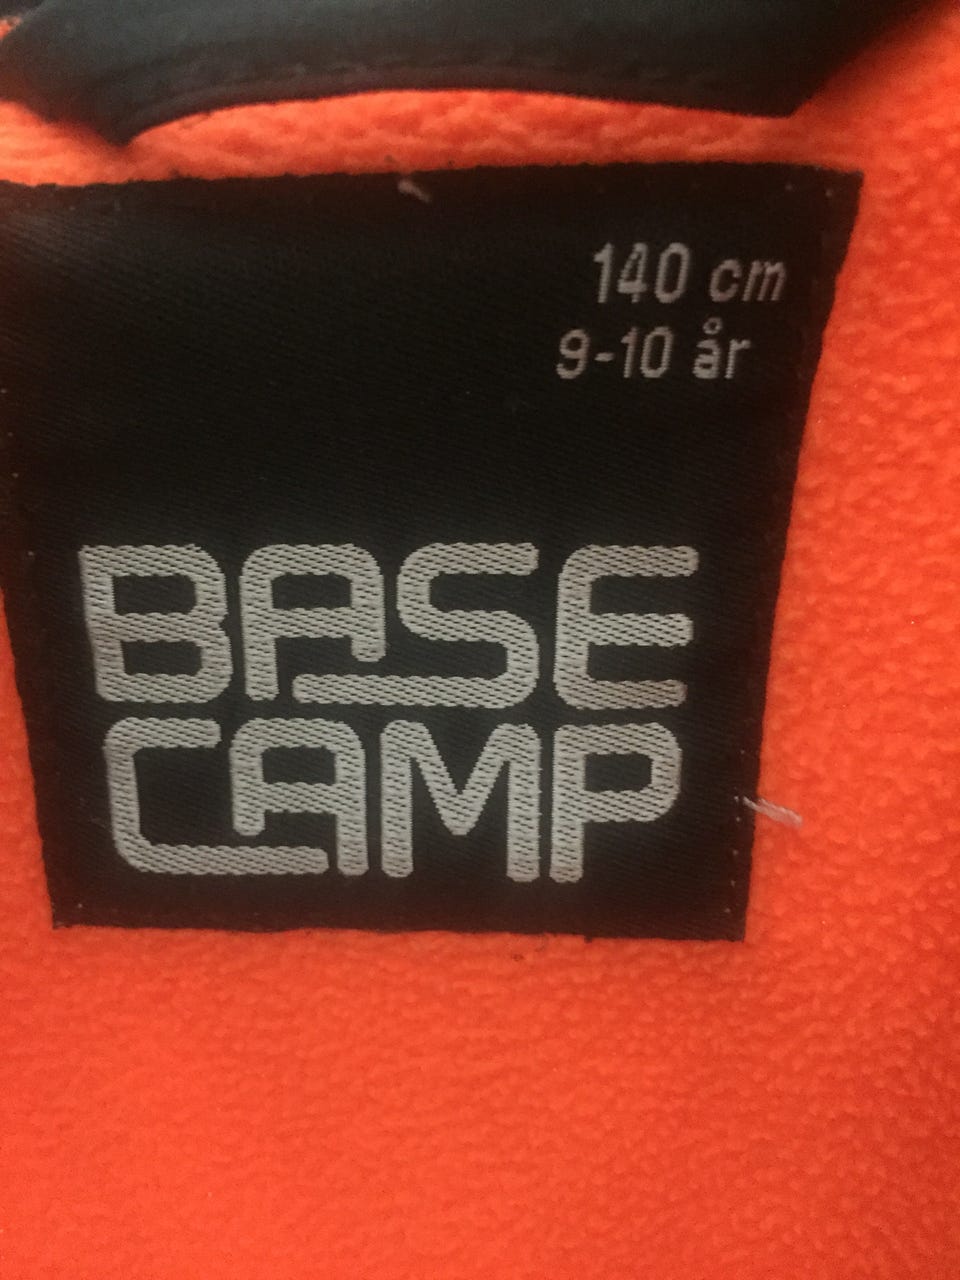 140 cm
9-10 år
BASE
CAMP